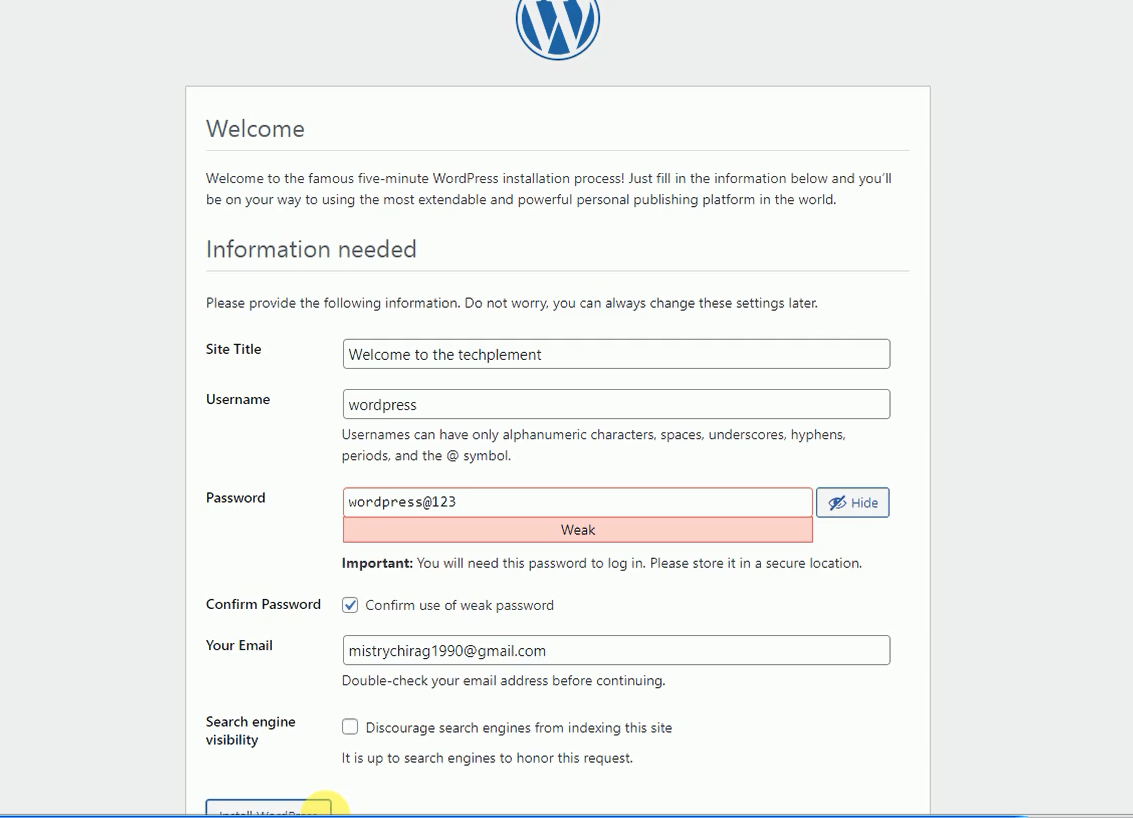 Welcome
Welcome to the famous five-minute WordPress installation process! Just fill in the information below and you'll
be on your way to using the most extendable and powerful personal publishing platform in the world.
Information needed
Please provide the following information. Do not worry, you can always change these settings later.
Site Title
Welcome to the techplement
Username
wordpress
Usernames can have only alphanumeric characters, spaces, underscores, hyphens,
periods, and the @ symbol.
Password
wordpress@123
Hide
Weak
Important: You will need this password to log in. Please store it in a secure location.
Confirm Password
Confirm use of weak password
Your Email
mistrychirag1990@gmail.com
Double-check your email address before continuing.
Search engine
visibility
Discourage search engines from indexing this site
It is up to search engines to honor this request.
Install WordPress